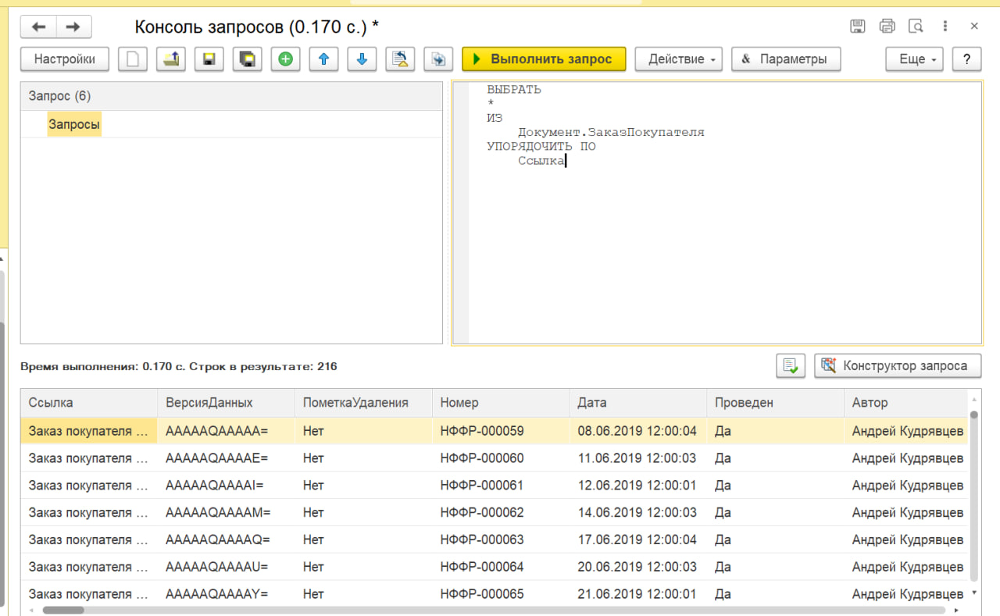 Консоль запросов (0.170 с.) *
Настройки
Выполнить запрос
Действие
& Параметры
Еще
?
Запрос (6)
Запросы
ВЫБРАТЬ
*
ИЗ
Документ.ЗаказПокупателя
УПОРЯДОЧИТЬ ПО
Ссылка
Время выполнения: 0.170 с. Строк в результате: 216
Конструктор запроса
Ссылка ВерсияДанных ПометкаУдаления Номер Дата Проведен Автор
Заказ покупателя ... AAAAAQAAAAA= Нет НФФР-000059 08.06.2019 12:00:04 Да Андрей Кудрявцев
Заказ покупателя ... AAAAAQAAAAE= Нет НФФР-000060 11.06.2019 12:00:03 Да Андрей Кудрявцев
Заказ покупателя ... AAAAAQAAAAI= Нет НФФР-000061 12.06.2019 12:00:01 Да Андрей Кудрявцев
Заказ покупателя ... AAAAAQAAAAM= Нет НФФР-000062 14.06.2019 12:00:03 Да Андрей Кудрявцев
Заказ покупателя ... AAAAAQAAAAQ= Нет НФФР-000063 17.06.2019 12:00:04 Да Андрей Кудрявцев
Заказ покупателя ... AAAAAQAAAAU= Нет НФФР-000064 20.06.2019 12:00:03 Да Андрей Кудрявцев
Заказ покупателя ... AAAAAQAAAAY= Нет НФФР-000065 21.06.2019 12:00:01 Да Андрей Кудрявцев